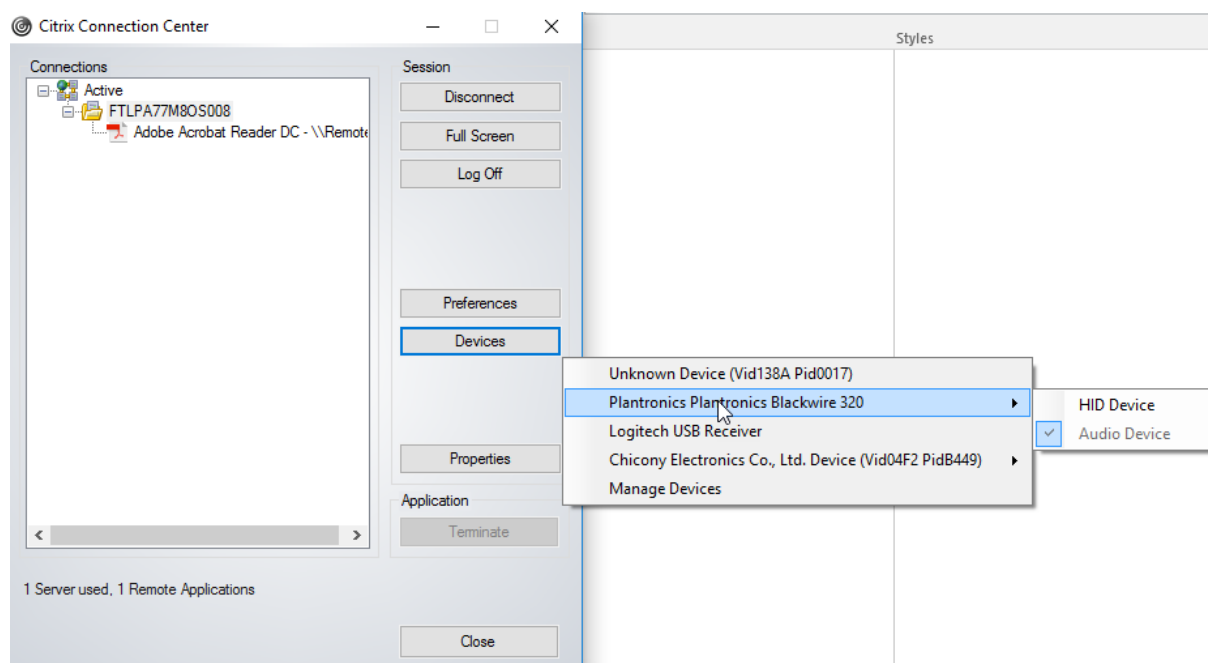 Citrix Connection Center
Styles
Connections
Active
FTLPA77M8OS008
Adobe Acrobat Reader DC - \\Remote
Session
Disconnect
Full Screen
Log Off
Preferences
Devices
Unknown Device (Vid138A Pid0017)
Plantronics Plantronics Blackwire 320
HID Device
Logitech USB Receiver
Audio Device
Chicony Electronics Co., Ltd. Device (Vid04F2 PidB449)
Manage Devices
Properties
Application
Terminate
1 Server used, 1 Remote Applications
Close